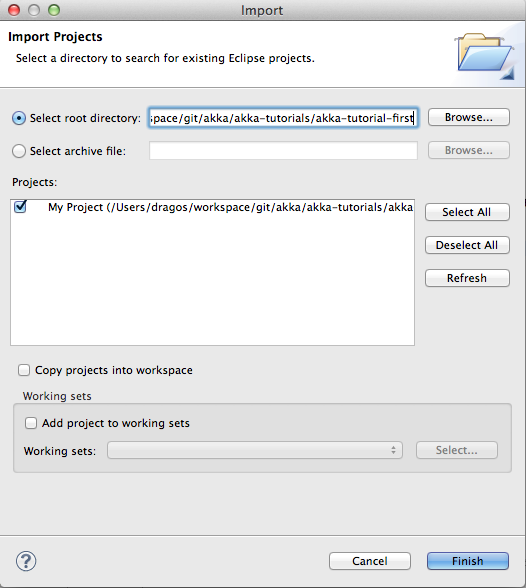 Import
Import Projects
Select a directory to search for existing Eclipse projects.
Select root directory: space/git/akka/akka-tutorials/akka-tutorial-first Browse...
Select archive file: Browse...
Projects:
My Project (/Users/dragos/workspace/git/akka/akka-tutorials/akka
Select All
Deselect All
Refresh
Copy projects into workspace
Working sets
Add project to working sets
Working sets: Select...
? Cancel Finish